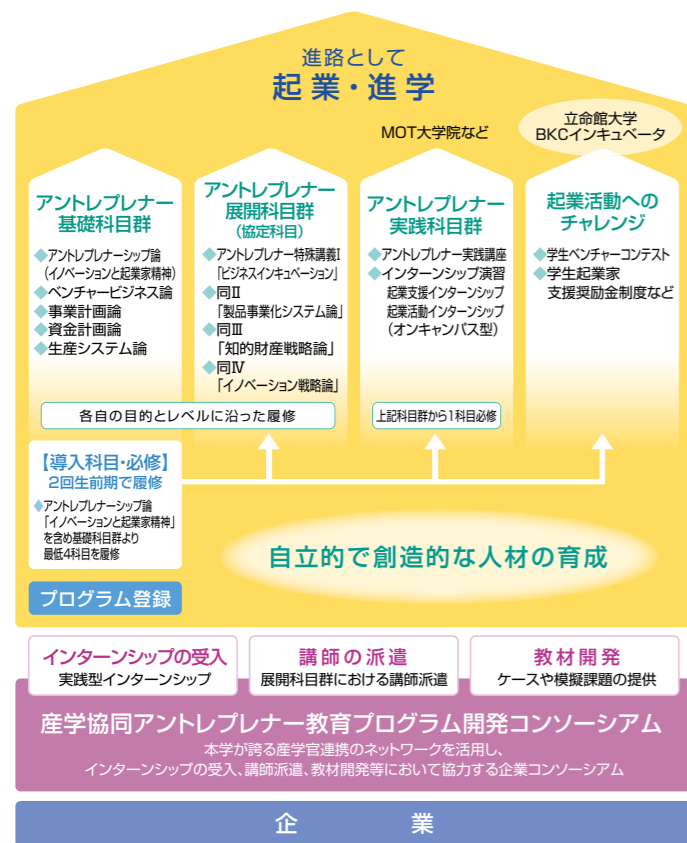 進路として
起業・進学
MOT大学院など
立命館大学
BKCインキュベータ
アントレプレナー
基礎科目群
◆アントレプレナーシップ論
(イノベーションと起業家精神)
◆ベンチャービジネス論
◆事業計画論
◆資金計画論
◆生産システム論
アントレプレナー
展開科目群
(協定科目)
◆アントレプレナー特殊講義Ⅰ
「ビジネスインキュベーション」
◆同Ⅱ
「製品事業化システム論」
◆同Ⅲ
「知的財産戦略論」
◆同Ⅳ
「イノベーション戦略論」
アントレプレナー
実践科目群
◆アントレプレナー実践講座
◆インターンシップ演習
起業支援インターンシップ
起業活動インターンシップ
(オンキャンパス型)
起業活動への
チャレンジ
◆学生ベンチャーコンテスト
◆学生起業家
支援奨励金制度など
各自の目的とレベルに沿った履修
上記科目群から1科目必修
【導入科目・必修】
2回生前期で履修
◆アントレプレナーシップ論
「イノベーションと起業家精神」
を含め基礎科目群より
最低4科目を履修
プログラム登録
自立的で創造的な人材の育成
インターンシップの受入
実践型インターンシップ
講師の派遣
展開科目群における講師派遣
教材開発
ケースや模擬課題の提供
産学協同アントレプレナー教育プログラム開発コンソーシアム
本学が誇る産学官連携のネットワークを活用し、
インターンシップの受入、講師派遣、教材開発等において協力する企業コンソーシアム
企業